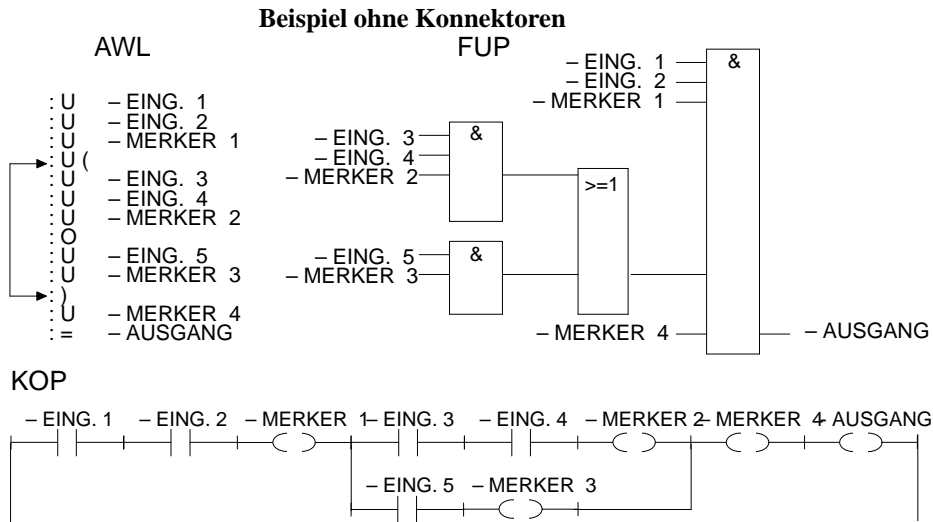 Beispiel ohne Konnektoren
AWL
: U – EING. 1
: U – EING. 2
: U – MERKER 1
: U (
: U – EING. 3
: U – EING. 4
: U – MERKER 2
: O
: U – EING. 5
: U – MERKER 3
: )
: U – MERKER 4
: = – AUSGANG
FUP
– EING. 1
– EING. 2
– MERKER 1
&
– EING. 3
– EING. 4
– MERKER 2
&
>=1
– EING. 5
– MERKER 3
&
– MERKER 4
– AUSGANG
KOP
– EING. 1 – EING. 2 – MERKER 1 – EING. 3 – EING. 4 – MERKER 2 – MERKER 4 – AUSGANG
– EING. 5 – MERKER 3